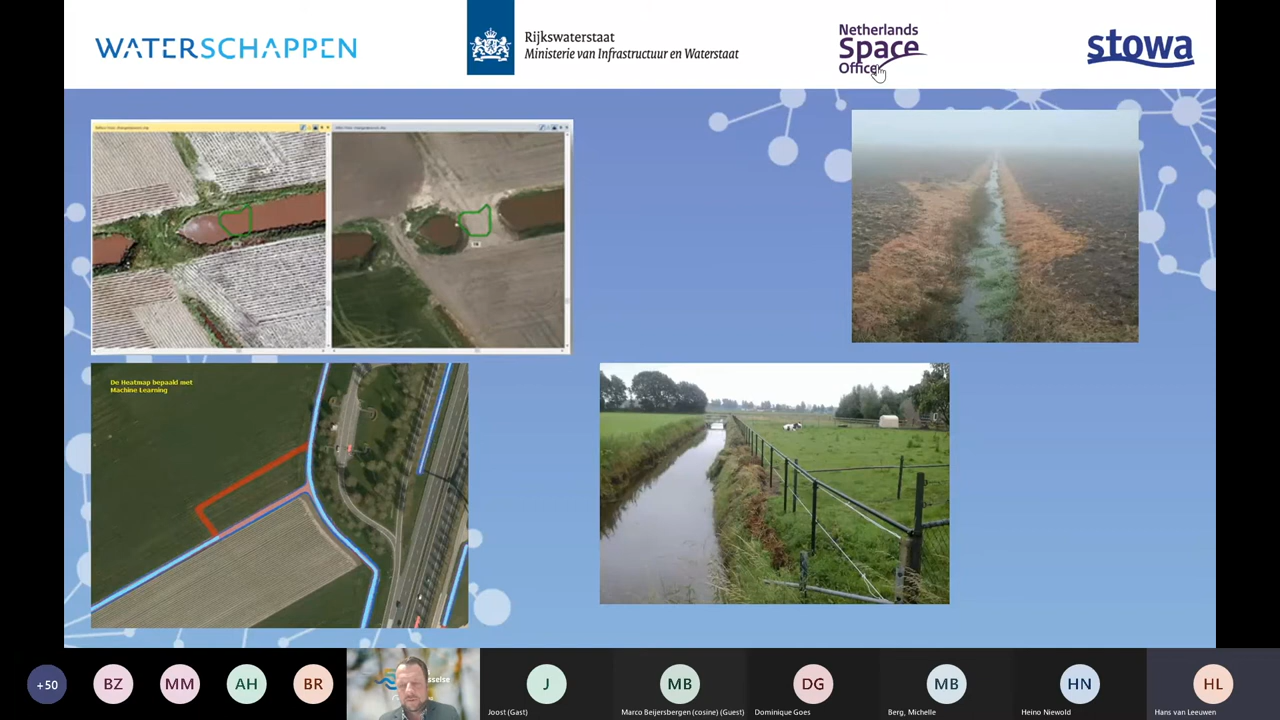 WATERSCHAPPEN
Rijkswaterstaat
Ministerie van Infrastructuur en Waterstaat
Netherlands
Space
Office
stowa
De Heatmap bepaald met
Machine Learning
+50
BZ
MM
AH
BR
sselse
J
Joost (Gast)
MB
Marco Beijersbergen (cosine) (Guest)
DG
Dominique Goes
MB
Berg, Michelle
HN
Heino Niewold
HL
Hans van Leeuwen